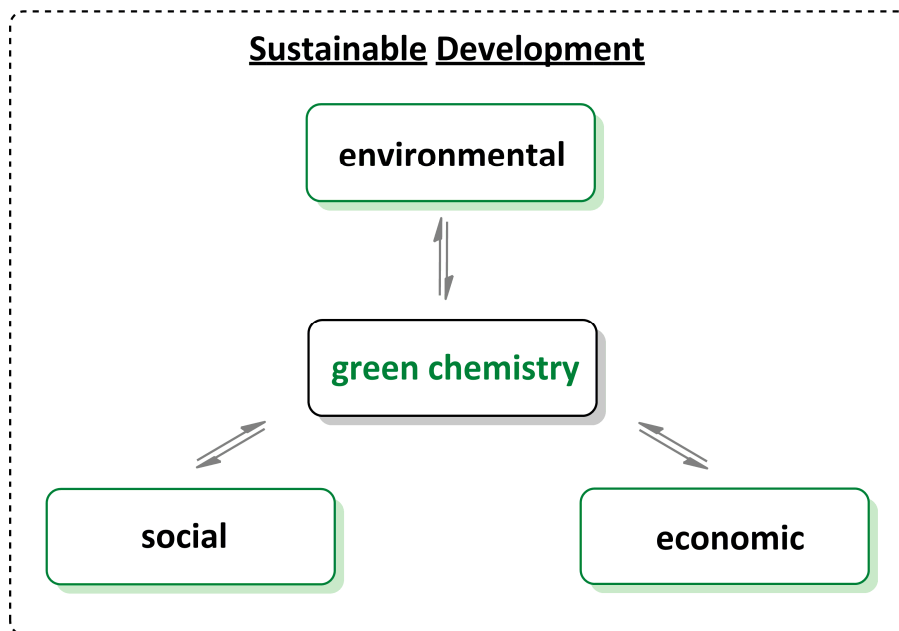 Sustainable Development
environmental
green chemistry
social
economic